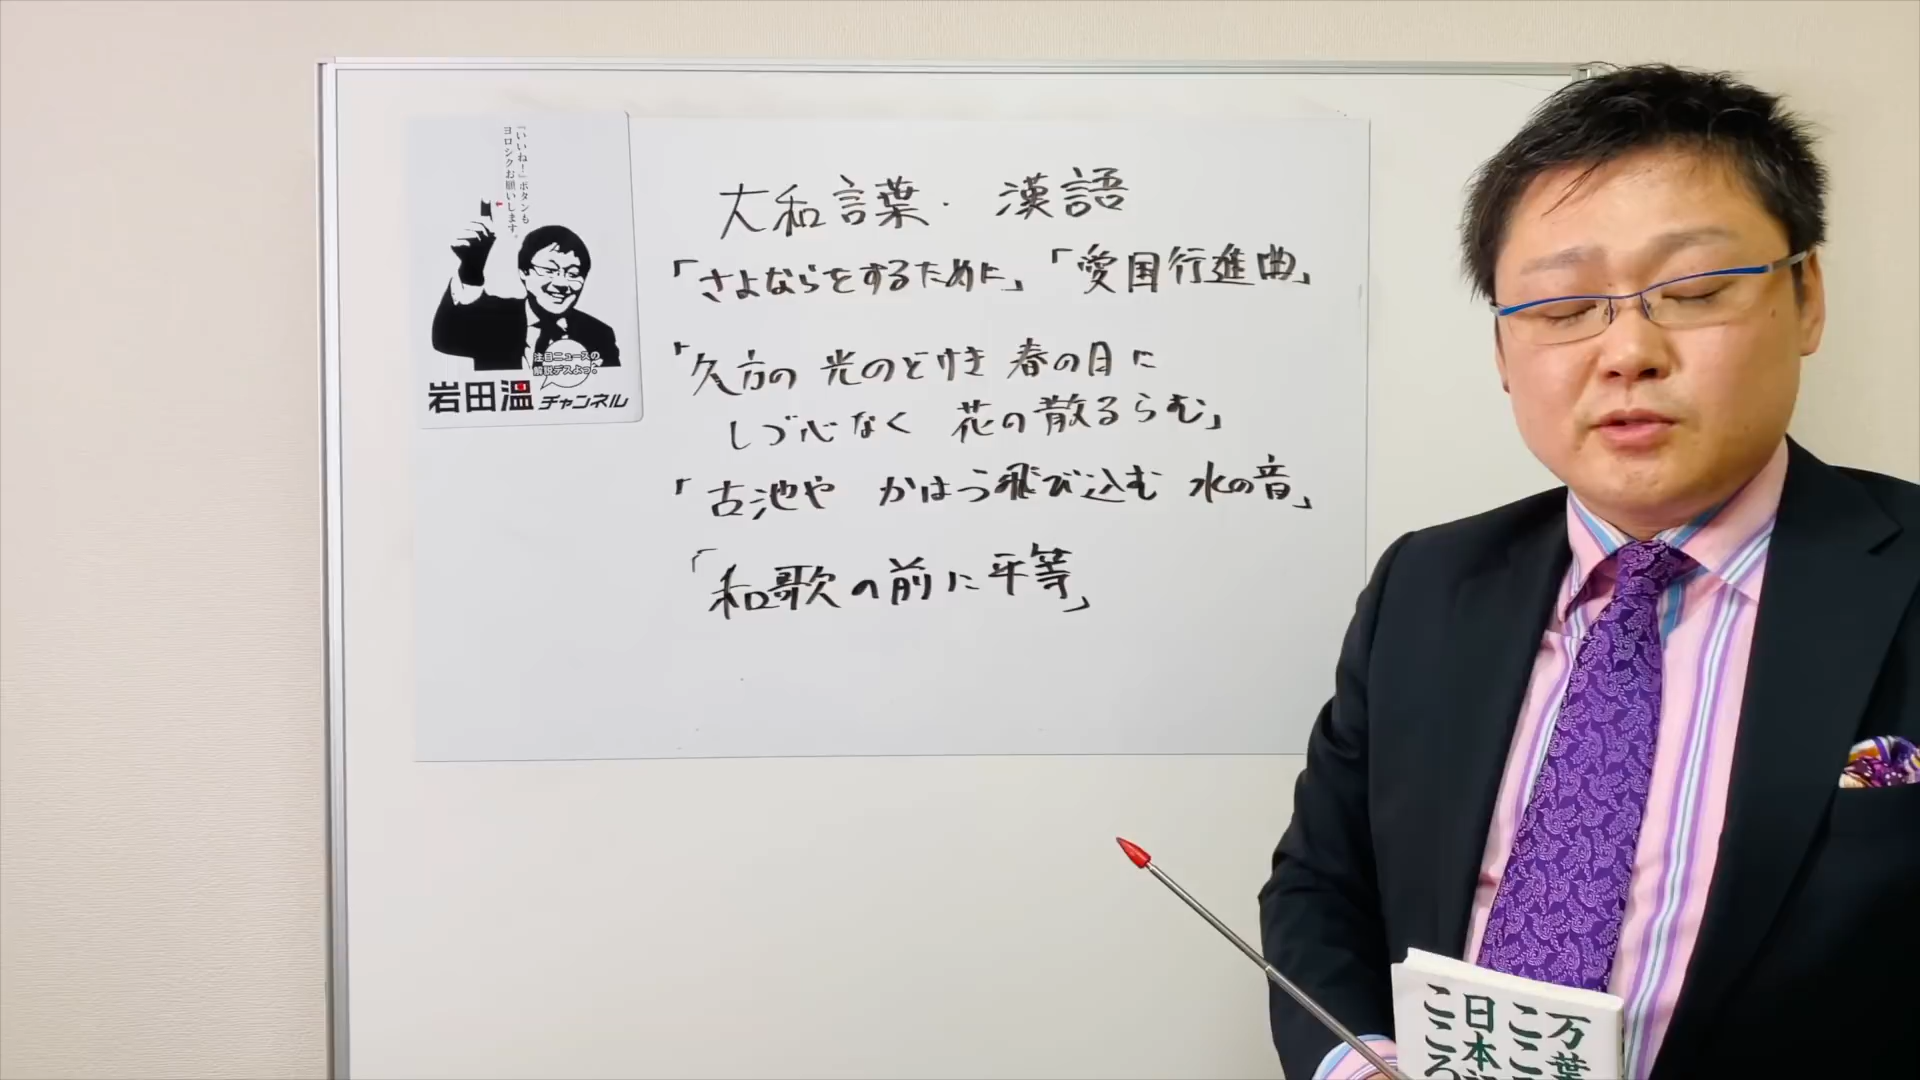 「いいね!」ボタンも
ヨロシクお願いします。
注目ニュースの
解説デスよっ。
岩田温チャンネル
大和言葉・漢語
「さよならをするために」「愛国行進曲」
「久方の 光のどけき 春の日に
しづ心なく 花の散るらむ」
「古池や かはづ飛び込む 水の音」
「和歌の前に平等」
万葉
ここ
日本
こころ